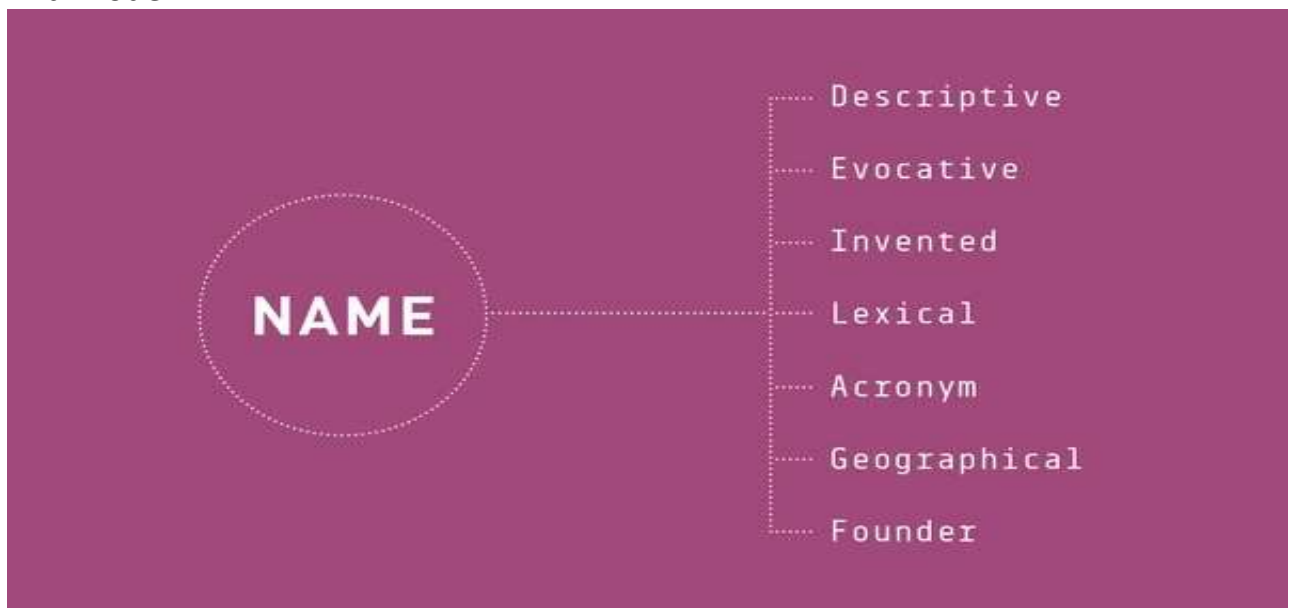 NAME
Descriptive
Evocative
Invented
Lexical
Acronym
Geographical
Founder